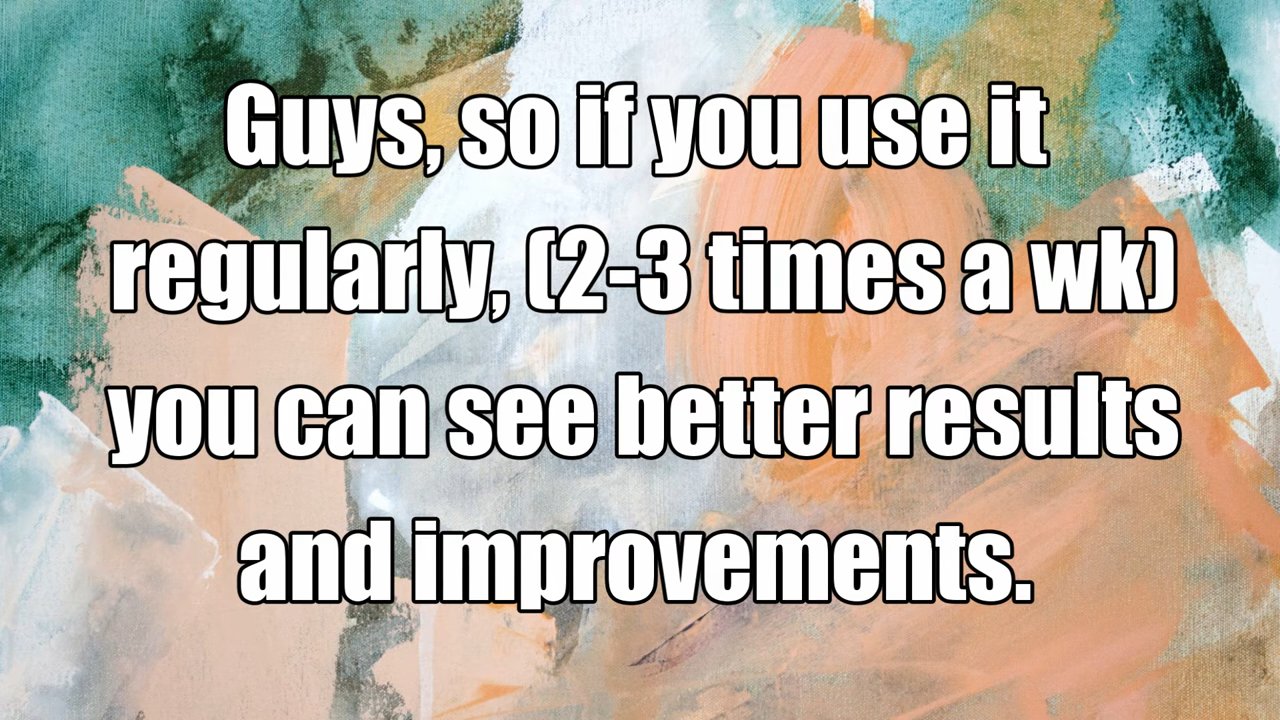 Guys, so if you use it
regularly, (2-3 times a wk)
you can see better results
and improvements.